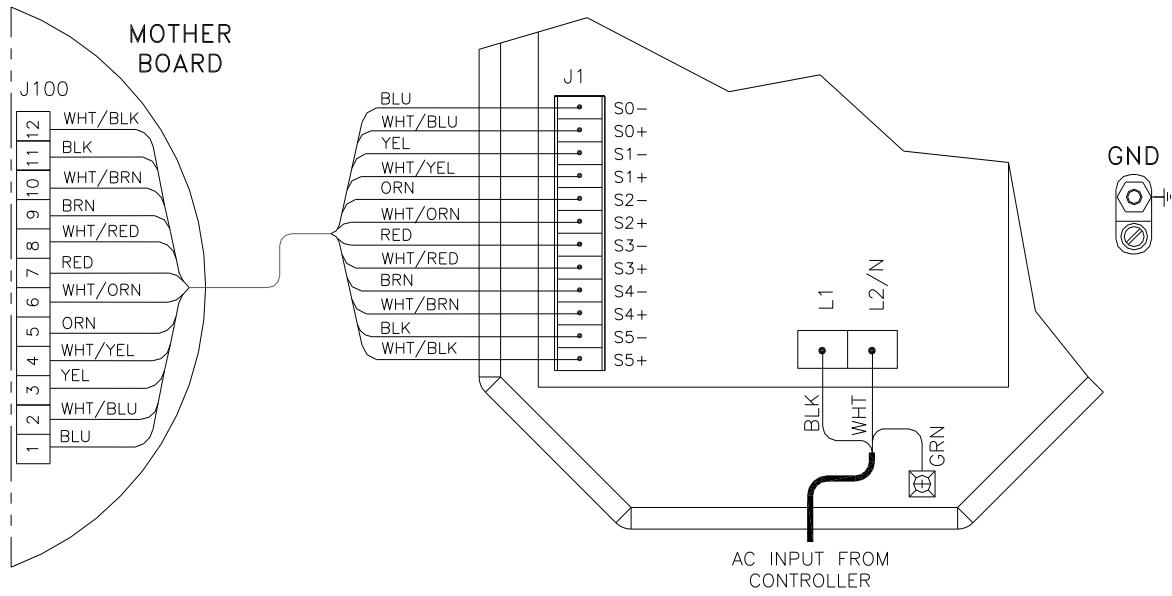 MOTHER
BOARD
J100
12
WHT/BLK
11
BLK
10
WHT/BRN
9
BRN
8
WHT/RED
7
RED
6
WHT/ORN
5
ORN
4
WHT/YEL
3
YEL
2
WHT/BLU
1
BLU
J1
BLU
S0-
WHT/BLU
S0+
YEL
S1-
WHT/YEL
S1+
ORN
S2-
WHT/ORN
S2+
RED
S3-
WHT/RED
S3+
BRN
S4-
WHT/BRN
S4+
BLK
S5-
WHT/BLK
S5+
L1
L2/N
BLK
WHT
GRN
AC INPUT FROM
CONTROLLER
GND